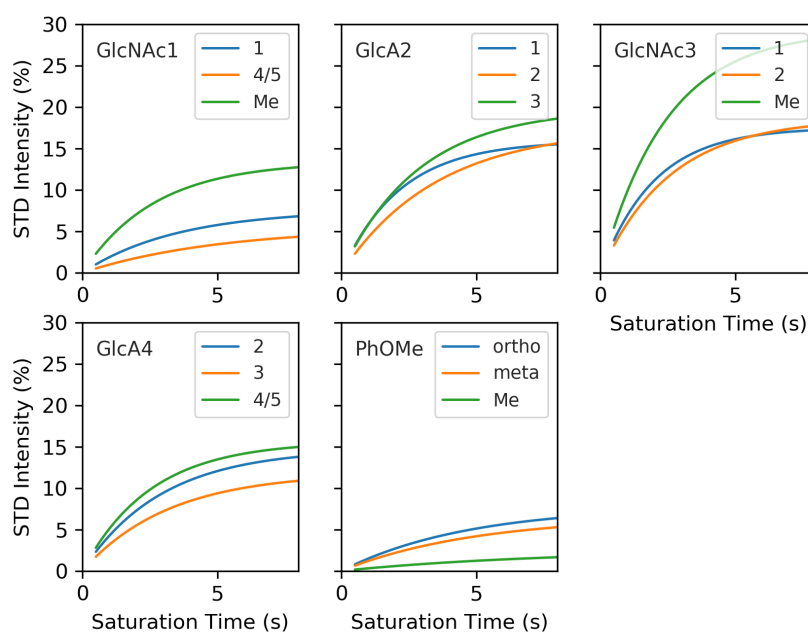 30
25
20
15
10
5
0
STD Intensity (%)
GlcNAc1
1
4/5
Me
0
5
GlcA2
1
2
3
0
5
GlcNAc3
1
2
Me
0
5
Saturation Time (s)
30
25
20
15
10
5
0
STD Intensity (%)
GlcA4
2
3
4/5
0
5
Saturation Time (s)
PhOMe
ortho
meta
Me
0
5
Saturation Time (s)